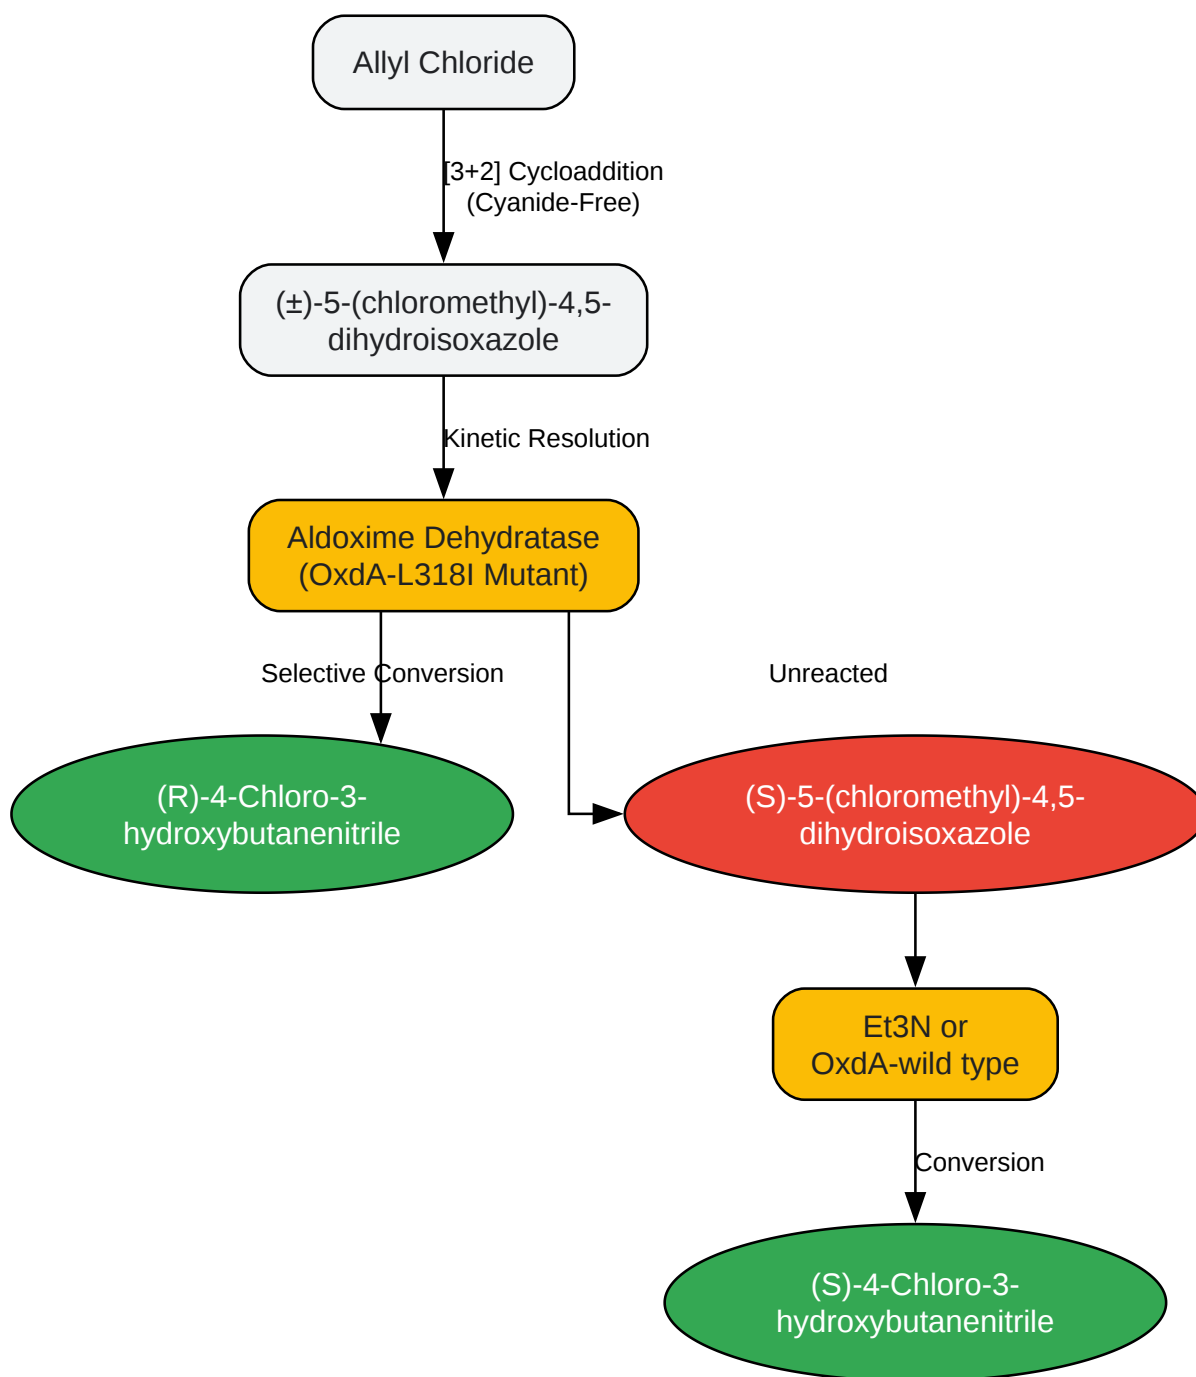 Allyl Chloride
[3+2] Cycloaddition
(Cyanide-Free)
(±)-5-(chloromethyl)-4,5-
dihydroisoxazole
Kinetic Resolution
Aldoxime Dehydratase
(OxdA-L318I Mutant)
Selective Conversion
Unreacted
(R)-4-Chloro-3-
hydroxybutanenitrile
(S)-5-(chloromethyl)-4,5-
dihydroisoxazole
Et3N or
OxdA-wild type
Conversion
(S)-4-Chloro-3-
hydroxybutanenitrile